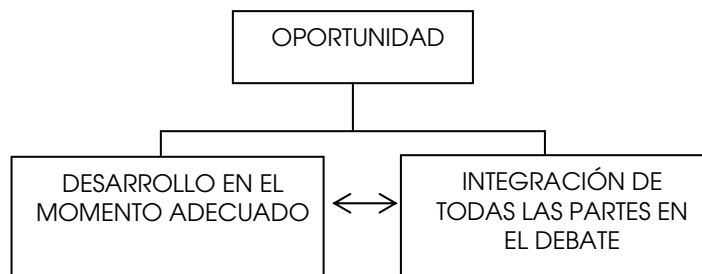 OPORTUNIDAD
DESARROLLO EN EL
MOMENTO ADECUADO
INTEGRACIÓN DE
TODAS LAS PARTES EN
EL DEBATE